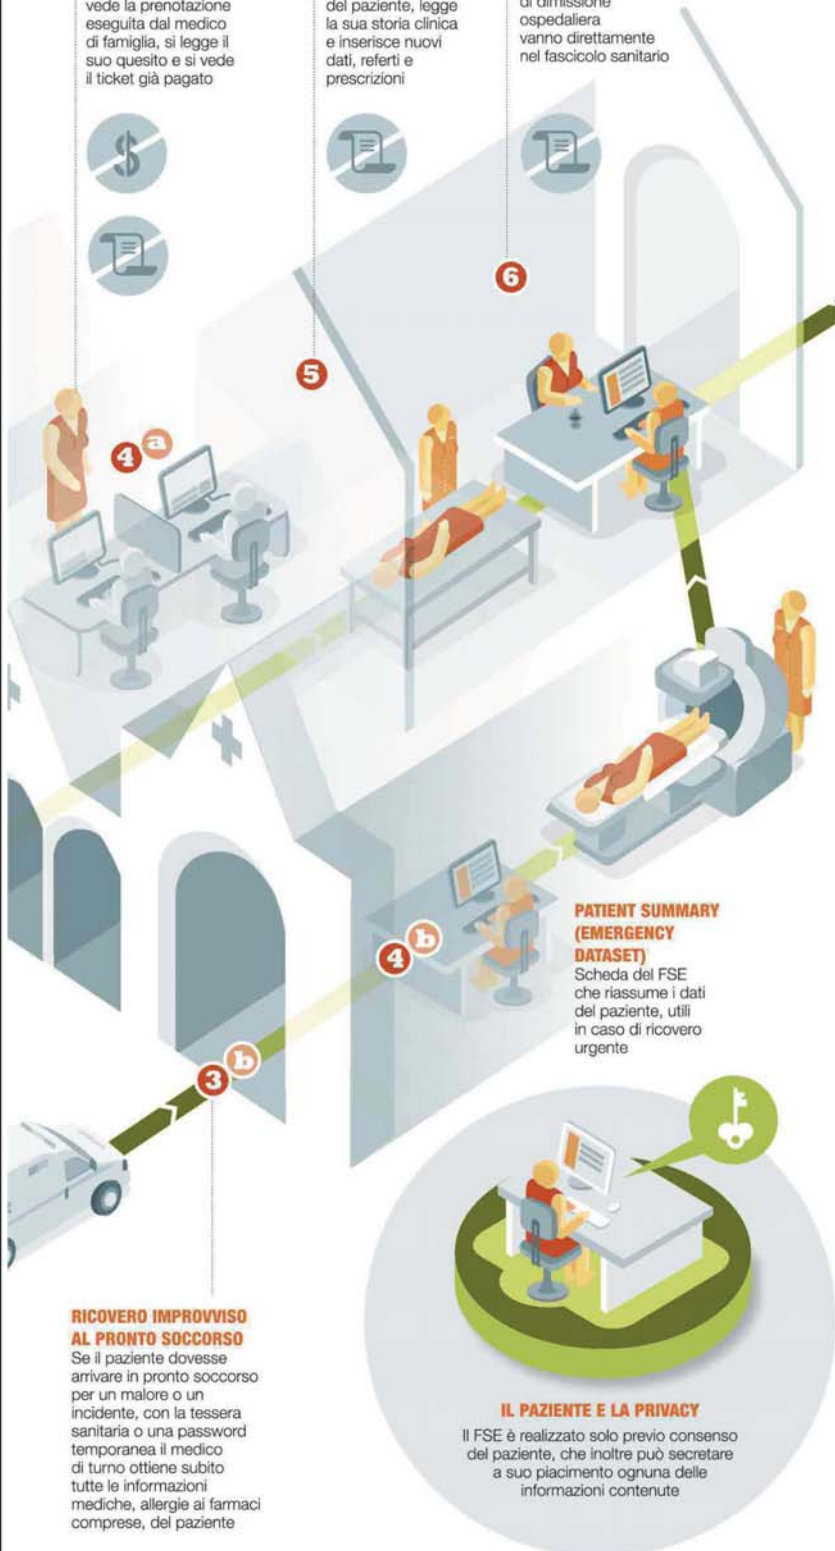 vede la prenotazione
eseguita dal medico
di famiglia, si legge il
suo quesito e si vede
il ticket già pagato
del paziente, legge
la sua storia clinica
e inserisce nuovi
dati, referti e
prescrizioni
di dimissione
ospedaliera
vanno direttamente
nel fascicolo sanitario
$
6
5
4 a
4 b
PATIENT SUMMARY
(EMERGENCY
DATASET)
Scheda del FSE
che riassume i dati
del paziente, utili
in caso di ricovero
urgente
3 b
RICOVERO IMPROVVISO
AL PRONTO SOCCORSO
Se il paziente dovesse
arrivare in pronto soccorso
per un malore o un
incidente, con la tessera
sanitaria o una password
temporanea il medico
di turno ottiene subito
tutte le informazioni
mediche, allergie ai farmaci
comprese, del paziente
IL PAZIENTE E LA PRIVACY
Il FSE è realizzato solo previo consenso
del paziente, che inoltre può secretare
a suo piacimento ognuna delle
informazioni contenute